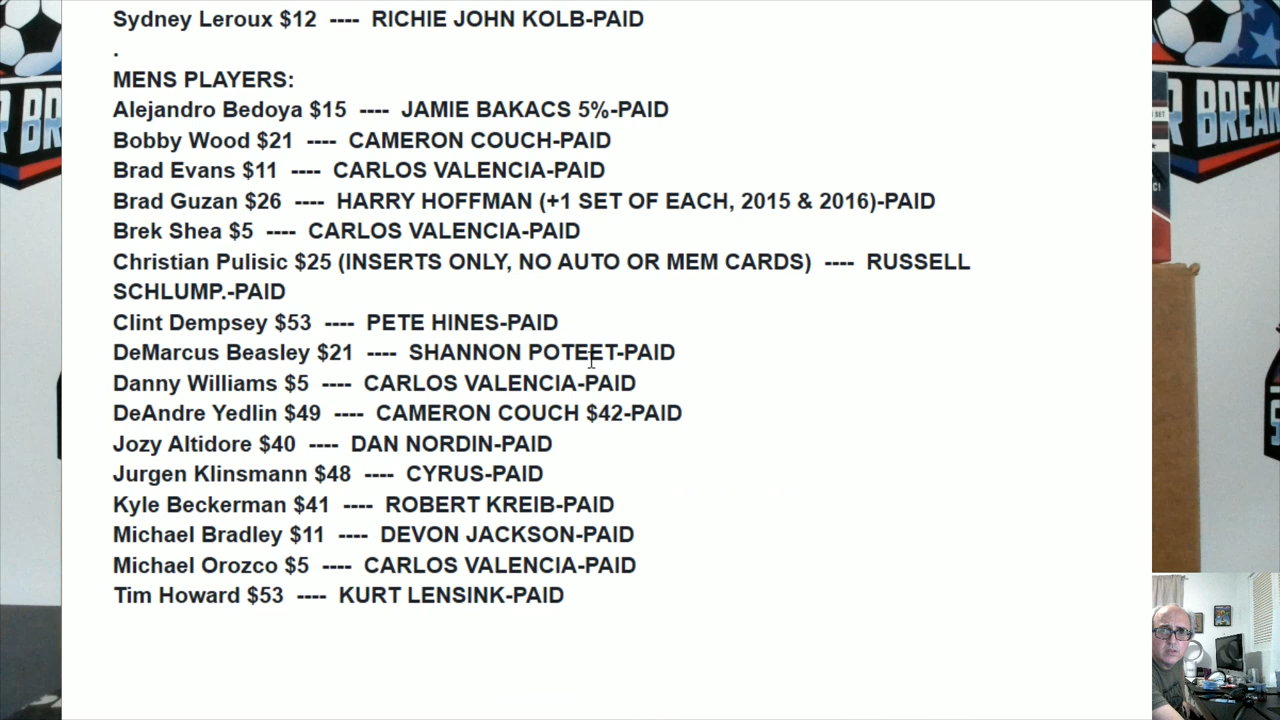 Sydney Leroux $12 ---- RICHIE JOHN KOLB-PAID
.
MENS PLAYERS:
Alejandro Bedoya $15 ---- JAMIE BAKACS 5%-PAID
Bobby Wood $21 ---- CAMERON COUCH-PAID
Brad Evans $11 ---- CARLOS VALENCIA-PAID
Brad Guzan $26 ---- HARRY HOFFMAN (+1 SET OF EACH, 2015 & 2016)-PAID
Brek Shea $5 ---- CARLOS VALENCIA-PAID
Christian Pulisic $25 (INSERTS ONLY, NO AUTO OR MEM CARDS) ---- RUSSELL
SCHLUMP.-PAID
Clint Dempsey $53 ---- PETE HINES-PAID
DeMarcus Beasley $21 ---- SHANNON POTEET-PAID
Danny Williams $5 ---- CARLOS VALENCIA-PAID
DeAndre Yedlin $49 ---- CAMERON COUCH $42-PAID
Jozy Altidore $40 ---- DAN NORDIN-PAID
Jurgen Klinsmann $48 ---- CYRUS-PAID
Kyle Beckerman $41 ---- ROBERT KREIB-PAID
Michael Bradley $11 ---- DEVON JACKSON-PAID
Michael Orozco $5 ---- CARLOS VALENCIA-PAID
Tim Howard $53 ---- KURT LENSINK-PAID
R BR
R BREAK